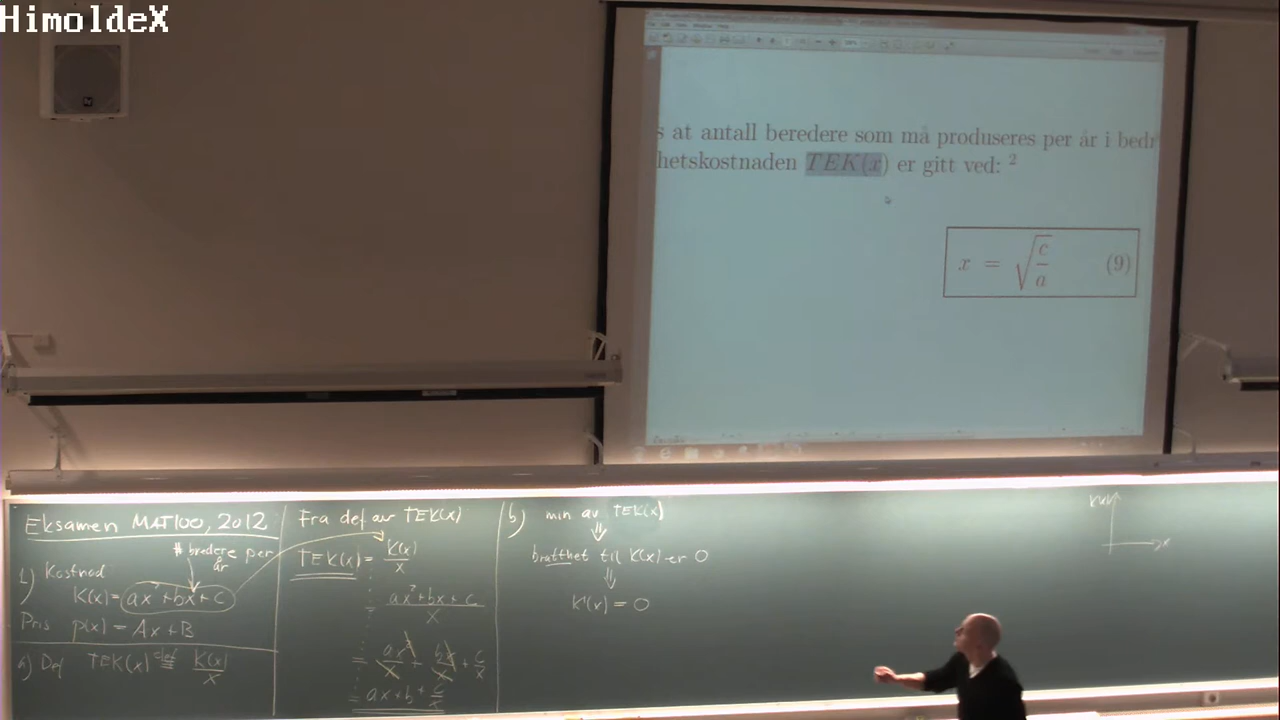 HimoldeX
s at antall beredere som må produseres per år i bedr
hetskostnaden TEK(x) er gitt ved: 2
x = √c/a (9)
Eksamen MAT100, 2012
# bredere per
år
1) Kostnad
K(x) = ax²+bx+c
Pris p(x) = Ax+B
a) Def TEK(x) def≡ K(x)/x
Fra def av TEK(x)
TEK(x) = K(x)/x
= ax²+bx+c/x
= ax²/x + bx/x + c/x
= ax+b+c/x
b) min av TEK(x)
⇓
bratthet til K(x) er 0
⇓
K'(x) = 0
x